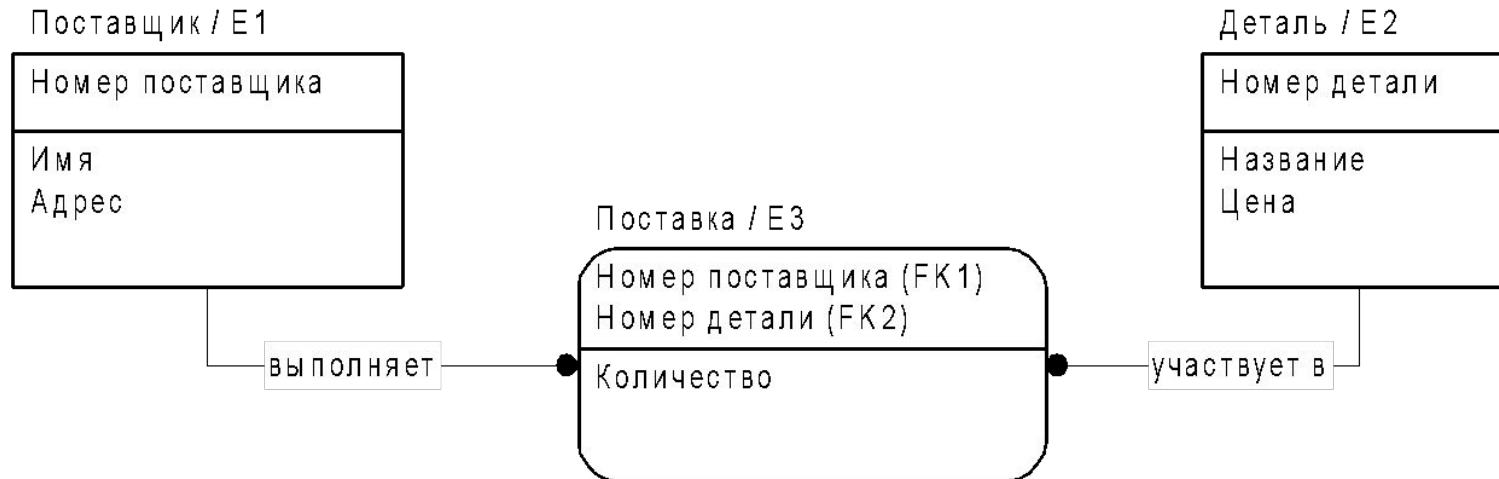 Поставщик / E1
Номер поставщика
Имя
Адрес
Деталь / E2
Номер детали
Название
Цена
Поставка / E3
Номер поставщика (FK1)
Номер детали (FK2)
Количество
выполняет
участвует в